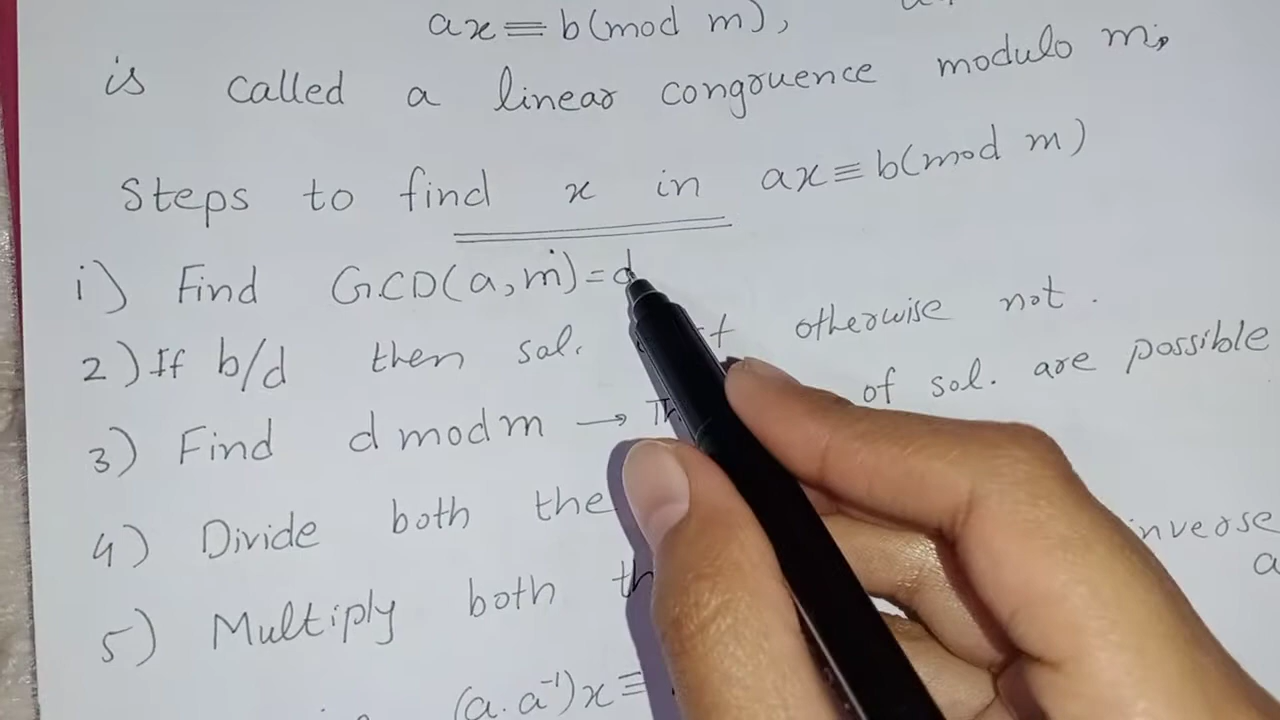 ax≡b(mod m),
is called a linear congruence modulo m,
Steps to find x in ax≡b(mod m)
i) Find G.C.D(a,m)=d
2) If b/d then sol. otherwise not.
3) Find d mod m → of sol. are possible
4) Divide both the
5) Multiply both inverse
a
(a.a⁻¹)x≡